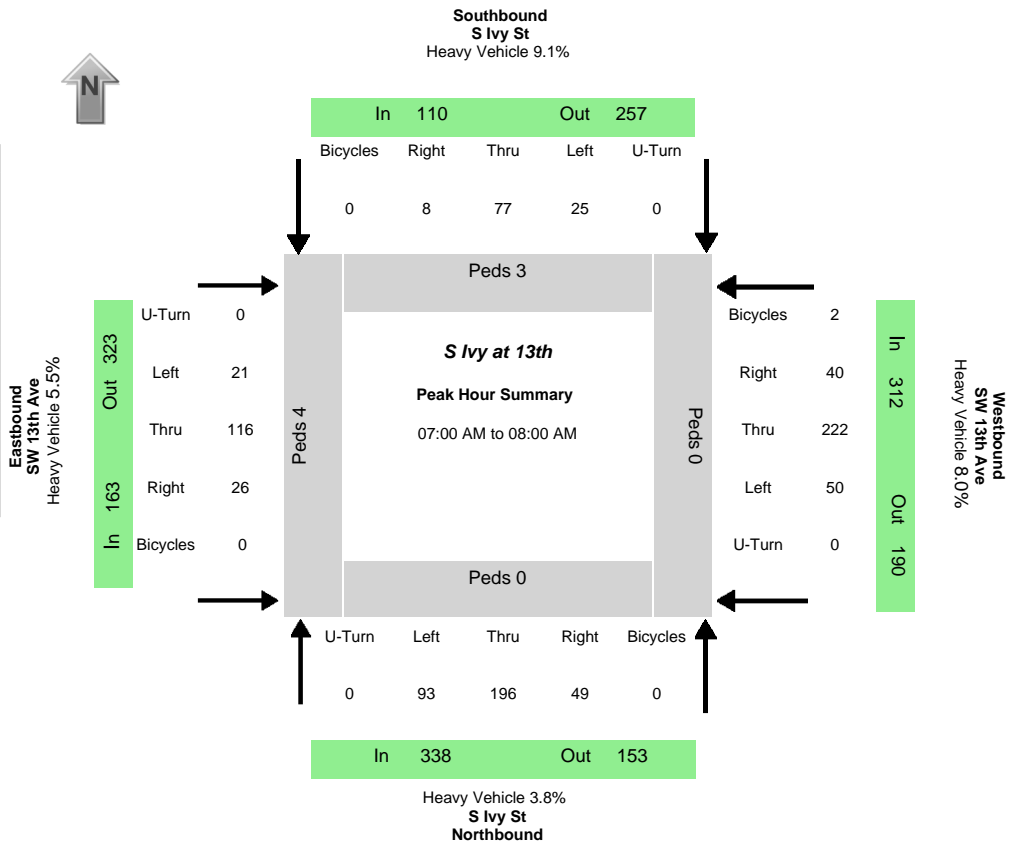 Southbound
S Ivy St
Heavy Vehicle 9.1%
N
In 110 Out 257
Bicycles Right Thru Left U-Turn
0 8 77 25 0
Peds 3
Eastbound
SW 13th Ave
Heavy Vehicle 5.5%
In 163 Out 323
U-Turn 0
Left 21
Thru 116
Right 26
Bicycles 0
Peds 4
S Ivy at 13th
Peak Hour Summary
07:00 AM to 08:00 AM
Peds 0
Bicycles 2
Right 40
Thru 222
Left 50
U-Turn 0
In 312 Out 190
Westbound
SW 13th Ave
Heavy Vehicle 8.0%
Peds 0
U-Turn Left Thru Right Bicycles
0 93 196 49 0
In 338 Out 153
Heavy Vehicle 3.8%
S Ivy St
Northbound